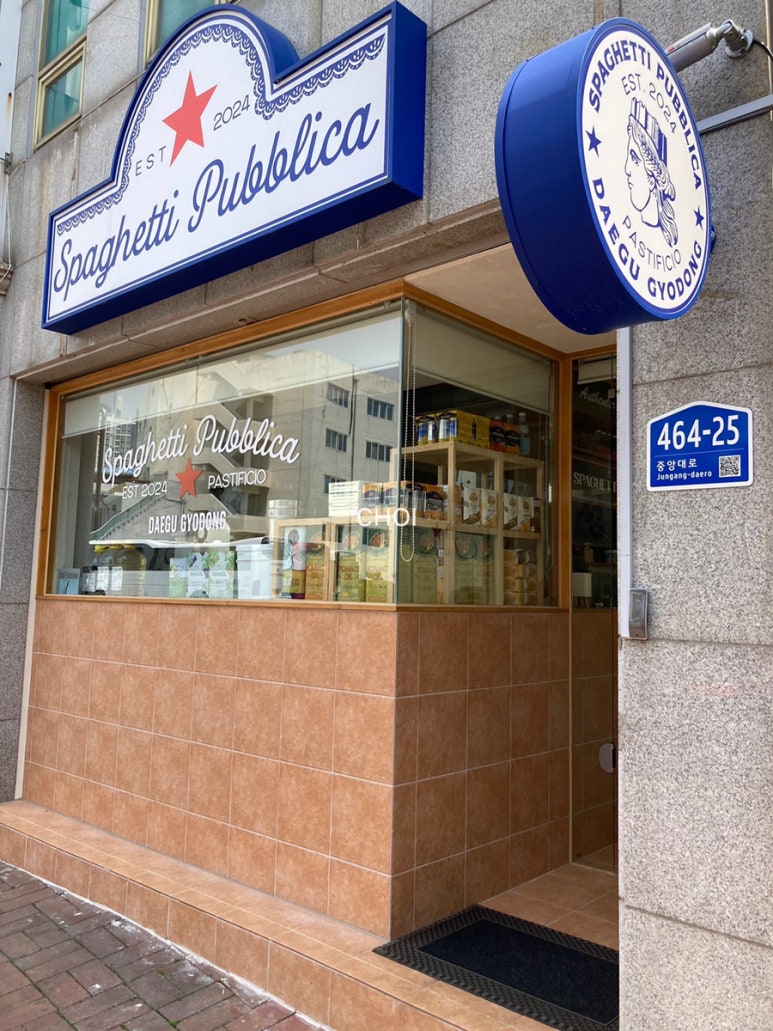 EST 2024
Spaghetti Pubblica
SPAGHETTI PUBBLICA
EST. 2024
PASTIFICIO
DAEGU GYODONG
464-25
중앙대로
Jungang-daero
Spaghetti Pubblica
EST 2024 PASTIFICIO
DAEGU GYODONG
CHOI